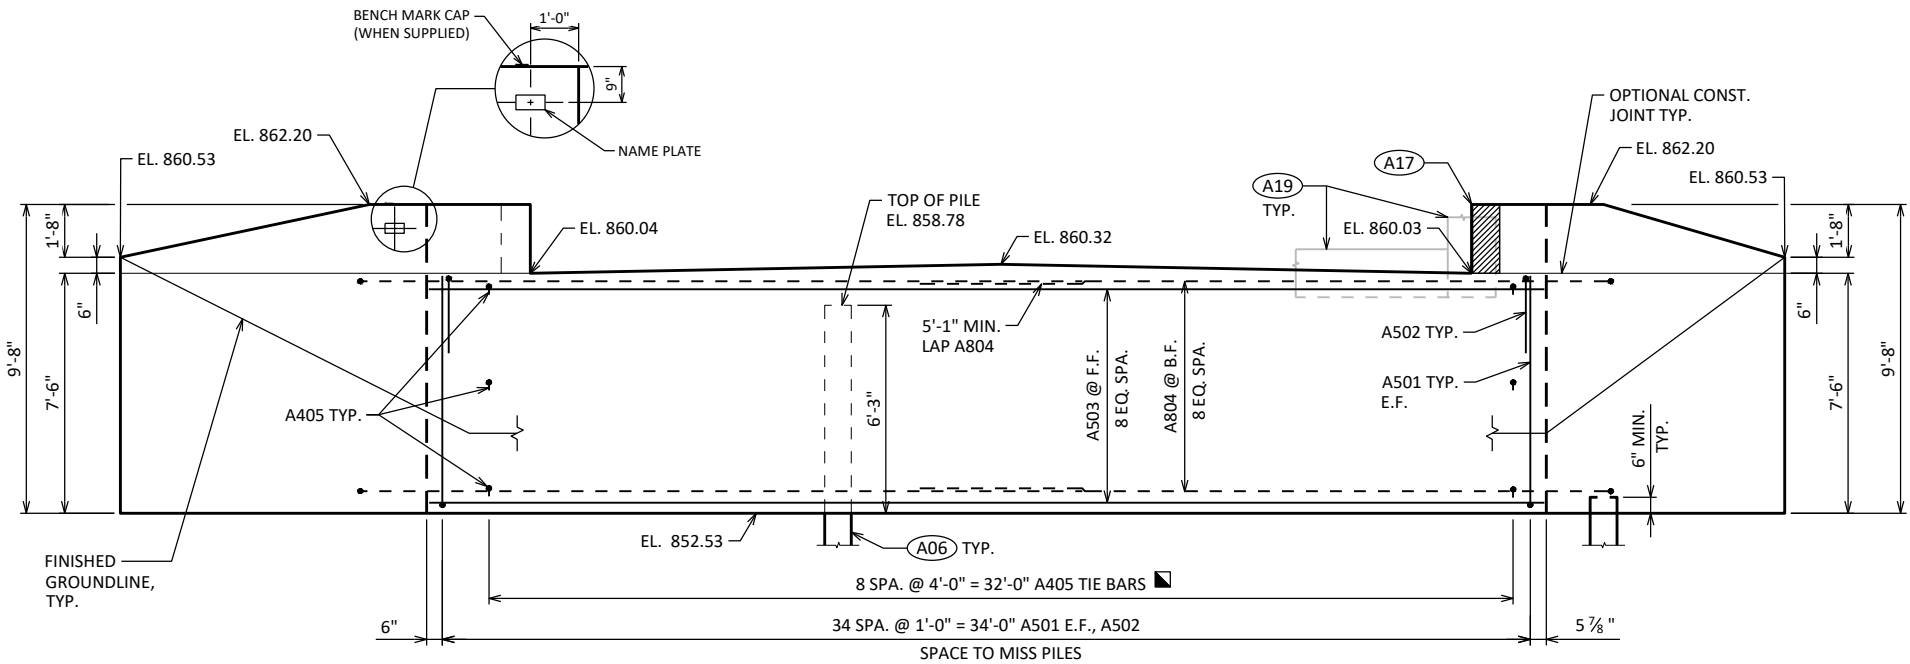 BENCH MARK CAP
(WHEN SUPPLIED)
1'-0"
9"
NAME PLATE
EL. 862.20
EL. 860.53
OPTIONAL CONST.
JOINT TYP.
EL. 862.20
A17
A19
TYP.
EL. 860.53
TOP OF PILE
EL. 858.78
EL. 860.04
EL. 860.32
EL. 860.03
1'-8"
6"
9'-8"
7'-6"
1'-8"
6"
9'-8"
7'-6"
5'-1" MIN.
LAP A804
A502 TYP.
A501 TYP.
E.F.
A503 @ F.F.
8 EQ. SPA.
A804 @ B.F.
8 EQ. SPA.
6'-3"
A405 TYP.
6" MIN.
TYP.
EL. 852.53
A06 TYP.
FINISHED
GROUNDLINE,
TYP.
8 SPA. @ 4'-0" = 32'-0" A405 TIE BARS
6"
34 SPA. @ 1'-0" = 34'-0" A501 E.F., A502
5 ⅞ "
SPACE TO MISS PILES